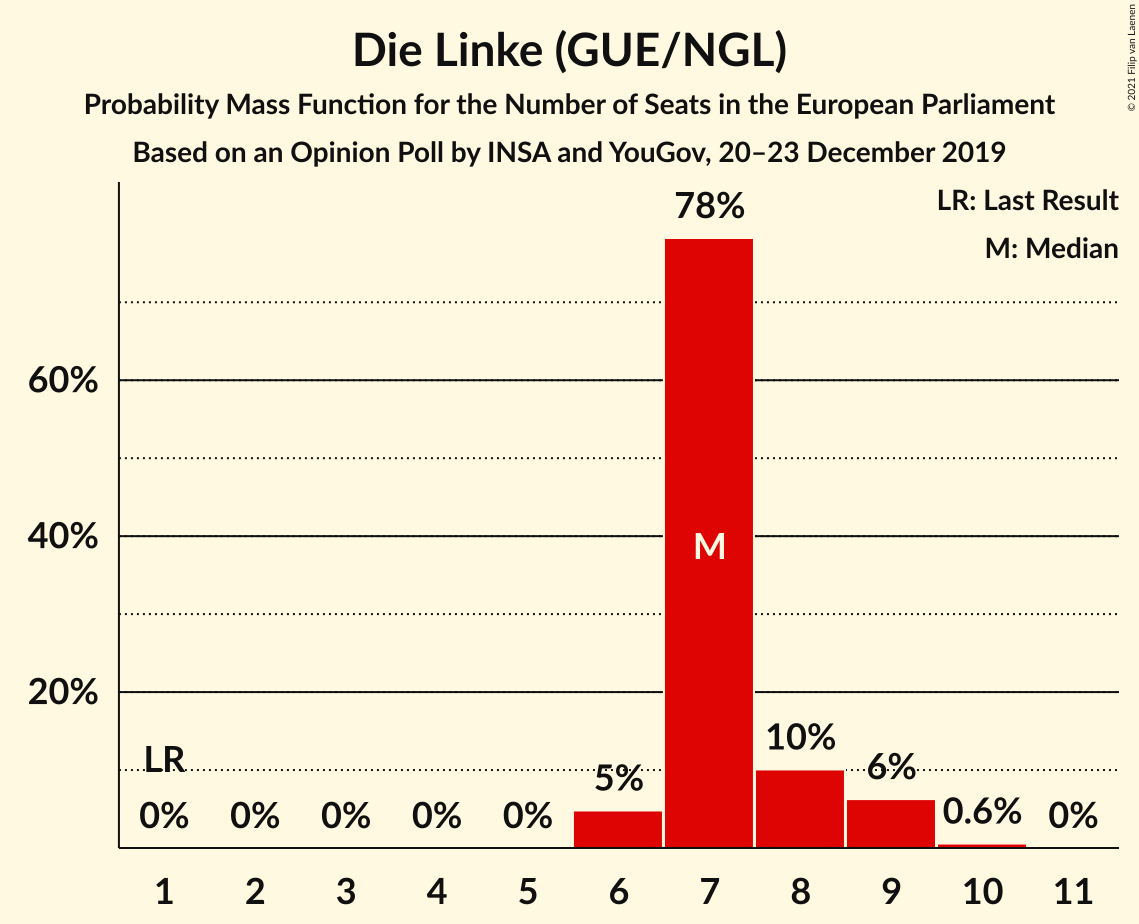 Die Linke (GUE/NGL)
Probability Mass Function for the Number of Seats in the European Parliament
Based on an Opinion Poll by INSA and YouGov, 20–23 December 2019
© 2021 Filip van Laenen
LR: Last Result
M: Median
78%
60%
40%
20%
M
LR
0%
0%
0%
0%
0%
5%
10%
6%
0.6%
0%
1 2 3 4 5 6 7 8 9 10 11